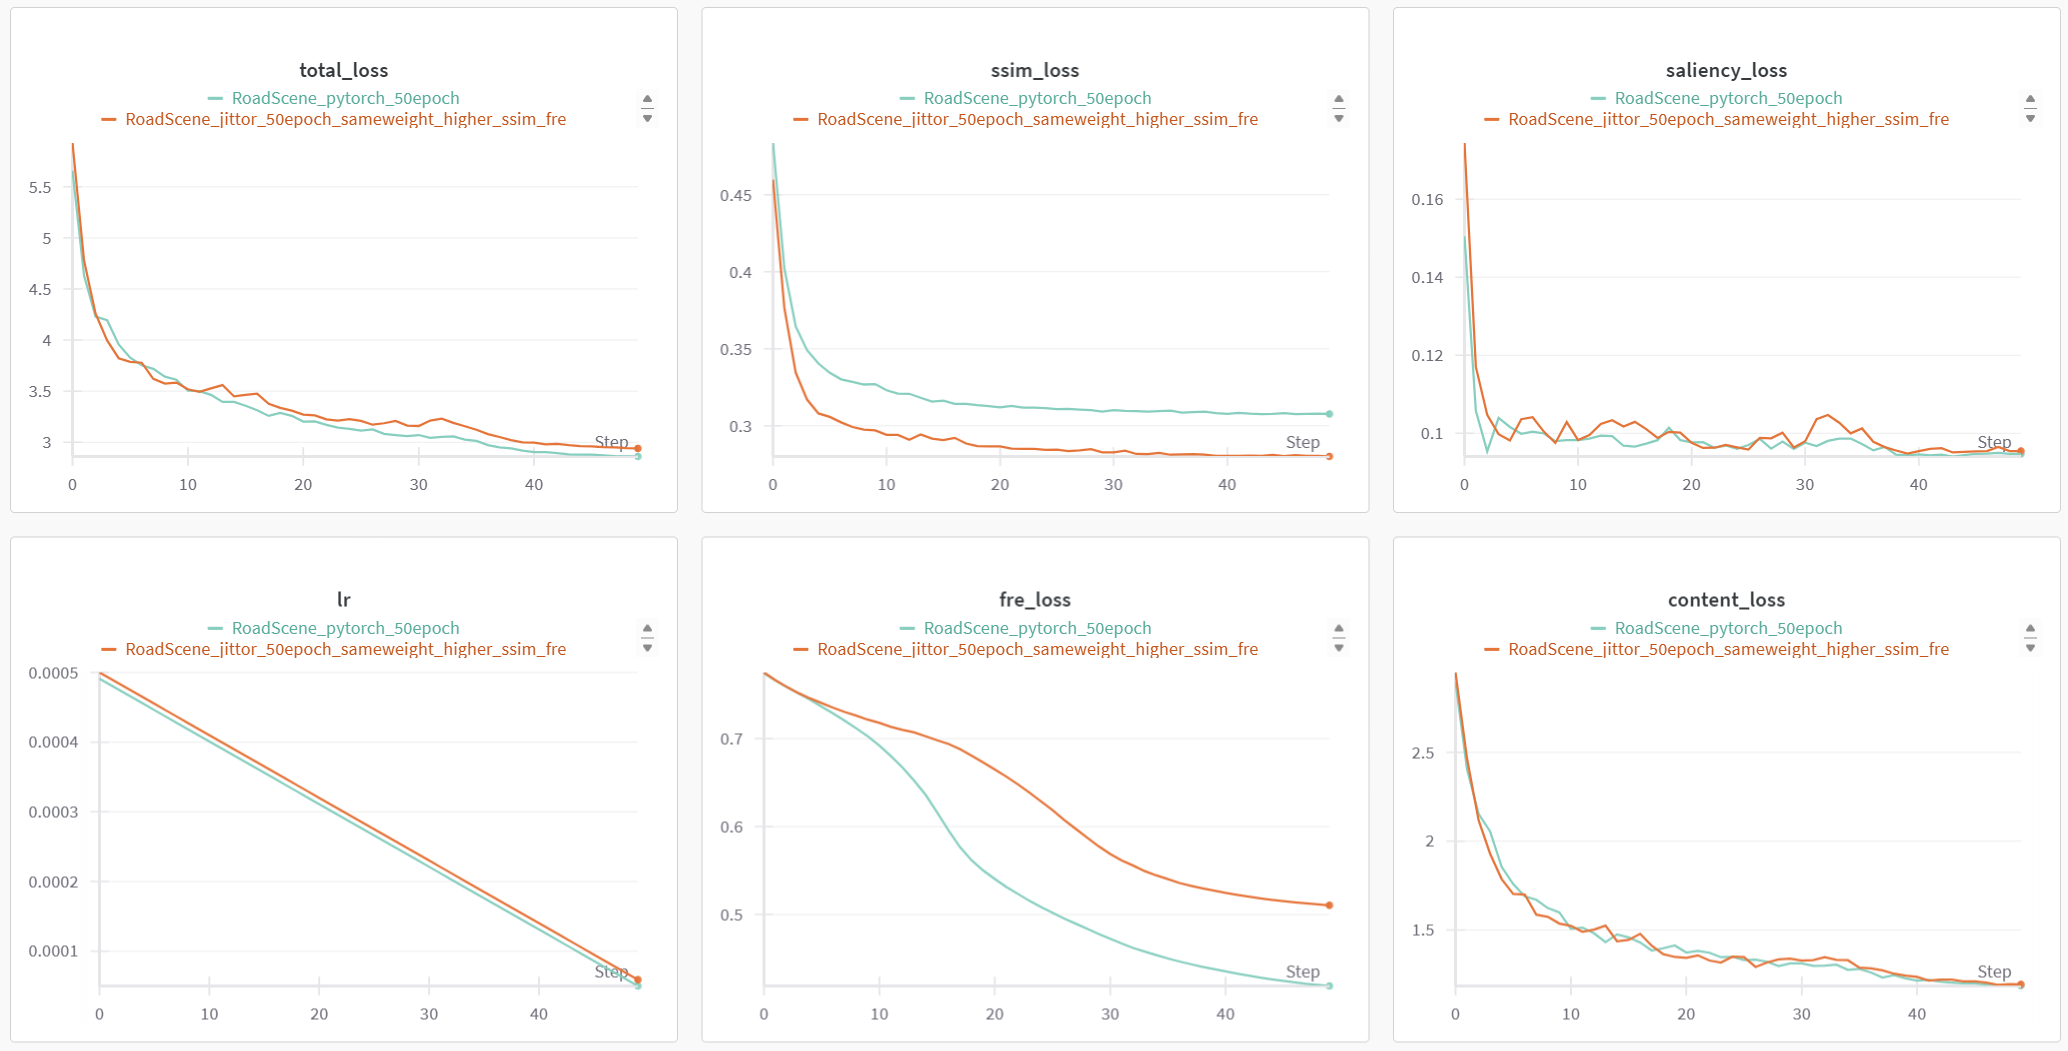 total_loss
RoadScene_pytorch_50epoch
RoadScene_jittor_50epoch_sameweight_higher_ssim_fre
5.5
5
4.5
4
3.5
3
Step
0 10 20 30 40
ssim_loss
RoadScene_pytorch_50epoch
RoadScene_jittor_50epoch_sameweight_higher_ssim_fre
0.45
0.4
0.35
0.3
Step
0 10 20 30 40
saliency_loss
RoadScene_pytorch_50epoch
RoadScene_jittor_50epoch_sameweight_higher_ssim_fre
0.16
0.14
0.12
0.1
Step
0 10 20 30 40
lr
RoadScene_pytorch_50epoch
RoadScene_jittor_50epoch_sameweight_higher_ssim_fre
0.0005
0.0004
0.0003
0.0002
0.0001
Step
0 10 20 30 40
fre_loss
RoadScene_pytorch_50epoch
RoadScene_jittor_50epoch_sameweight_higher_ssim_fre
0.7
0.6
0.5
Step
0 10 20 30 40
content_loss
RoadScene_pytorch_50epoch
RoadScene_jittor_50epoch_sameweight_higher_ssim_fre
2.5
2
1.5
Step
0 10 20 30 40